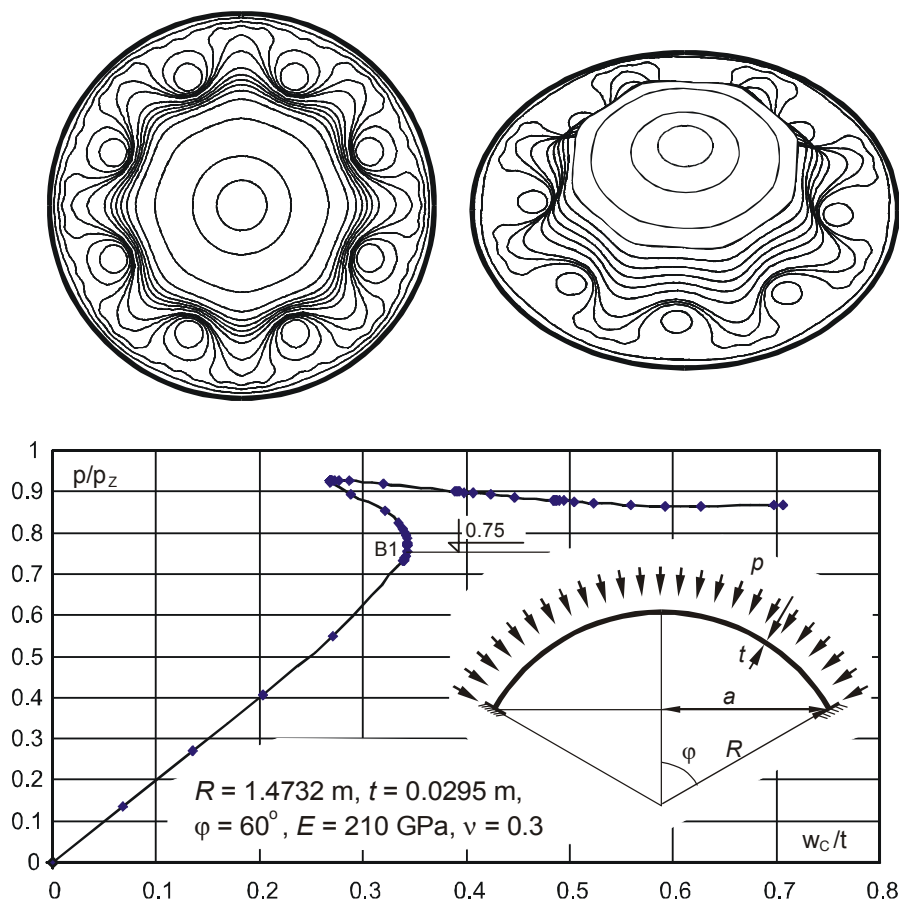 1
p/pZ
0.9
0.8
0.75
B1
0.7
p
0.6
0.5
t
0.4
a
0.3
φ
R
0.2
R = 1.4732 m, t = 0.0295 m,
0.1
φ = 60°, E = 210 GPa, ν = 0.3
wC/t
0
0 0.1 0.2 0.3 0.4 0.5 0.6 0.7 0.8